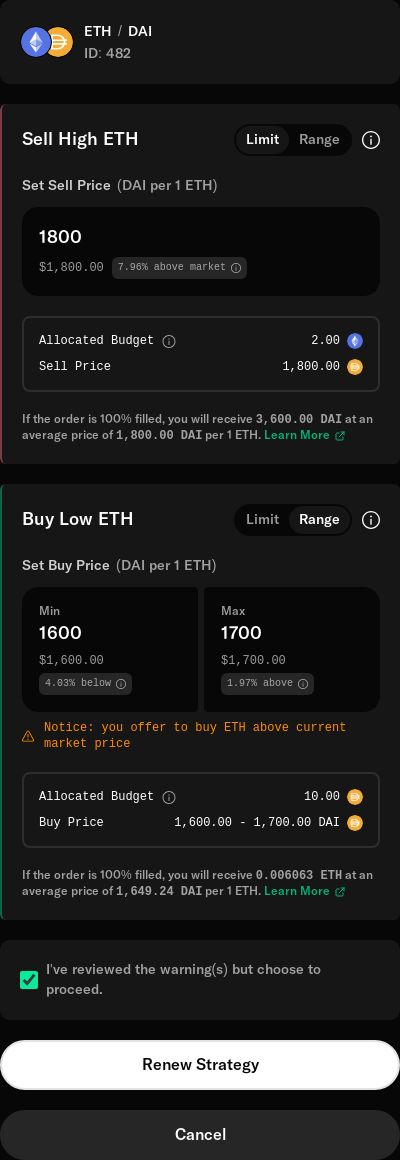 ETH / DAI
ID: 482
Sell High ETH
Limit Range
Set Sell Price (DAI per 1 ETH)
1800
$1,800.00 7.96% above market
Allocated Budget 2.00
Sell Price 1,800.00
If the order is 100% filled, you will receive 3,600.00 DAI at an
average price of 1,800.00 DAI per 1 ETH. Learn More
Buy Low ETH
Limit Range
Set Buy Price (DAI per 1 ETH)
Min Max
1600 1700
$1,600.00 $1,700.00
4.03% below 1.97% above
Notice: you offer to buy ETH above current
market price
Allocated Budget 10.00
Buy Price 1,600.00 - 1,700.00 DAI
If the order is 100% filled, you will receive 0.006063 ETH at an
average price of 1,649.24 DAI per 1 ETH. Learn More
I've reviewed the warning(s) but choose to
proceed.
Renew Strategy
Cancel